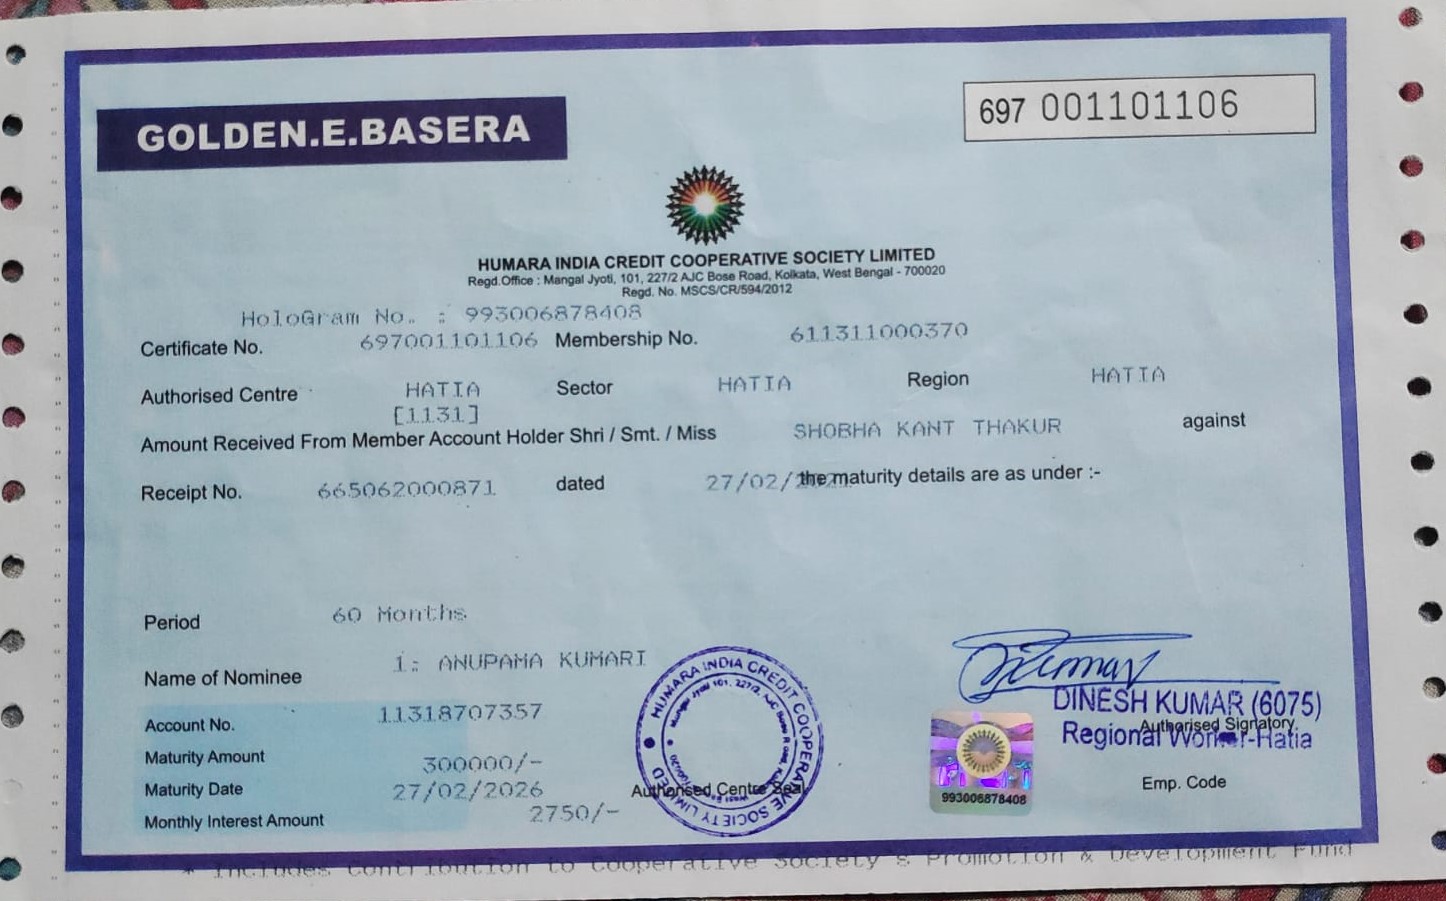 GOLDEN.E.BASERA
697 001101106
HUMARA INDIA CREDIT COOPERATIVE SOCIETY LIMITED
Regd.Office : Mangal Jyoti, 101, 227/2 AJC Bose Road, Kolkata, West Bengal - 700020
Regd. No. MSCS/CR/594/2012
HoloGram No. : 993006878408
Certificate No. 697001101106 Membership No. 611311000370
Authorised Centre HATIA Sector HATIA Region HATIA
[1131]
Amount Received From Member Account Holder Shri / Smt. / Miss SHOBHA KANT THAKUR against
Receipt No. 665062000871 dated 27/02/ the maturity details are as under :-
Period 60 Months
Name of Nominee 1: ANUPAMA KUMARI
Account No. 11318707357
Maturity Amount 300000/-
Maturity Date 27/02/2026
Monthly Interest Amount 2750/-
HUMARA INDIA CREDIT COOPERATIVE SOCIETY LIMITED
Authorised Centre Seal
DINESH KUMAR (6075)
Authorised Signatory
Regional Worker-Hatia
993006878408
Emp. Code
* Includes Contribution to Cooperative Society's Promotion & Development Fund